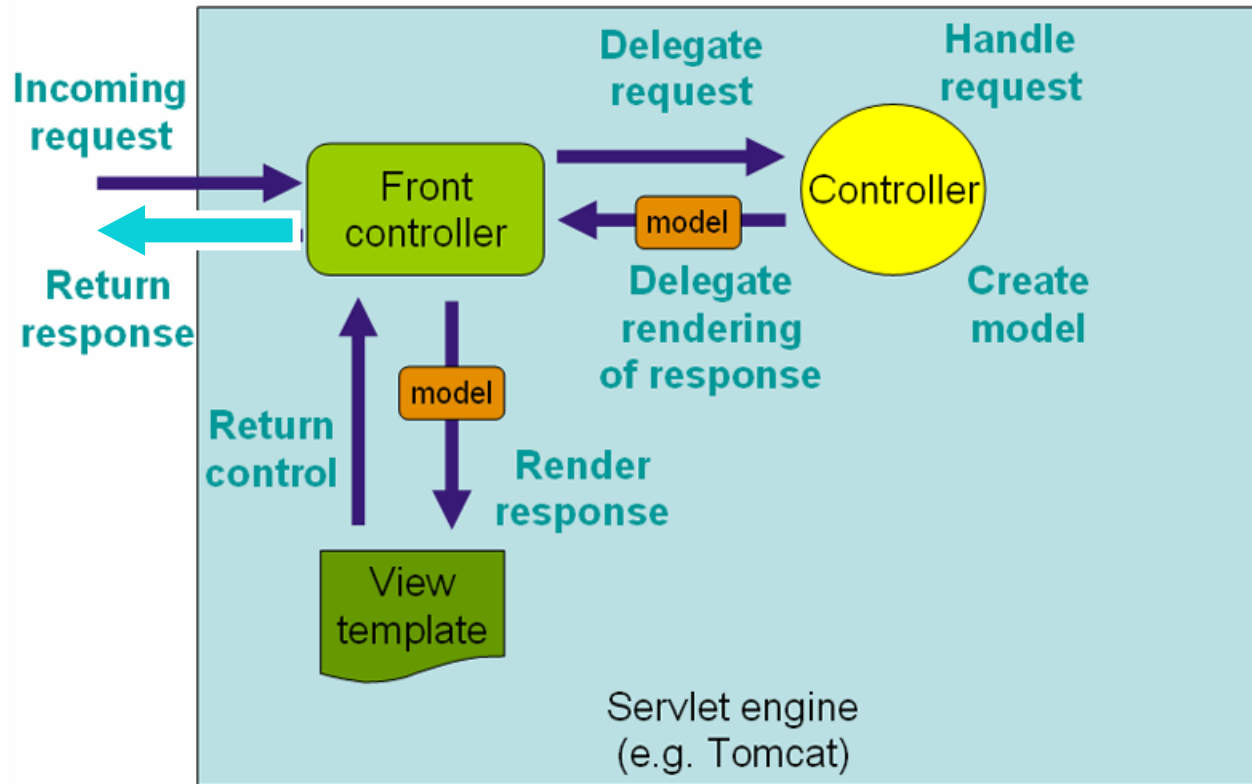 Incoming
request
Delegate
request
Handle
request
Front
controller
Controller
model
Return
response
Delegate
rendering
of response
Create
model
model
Return
control
Render
response
View
template
Servlet engine
(e.g. Tomcat)